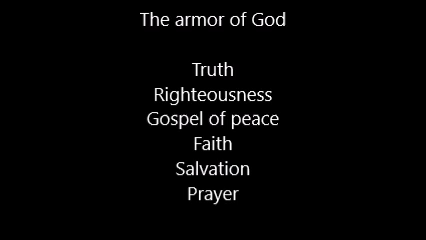 The armor of God
Truth
Righteousness
Gospel of peace
Faith
Salvation
Prayer